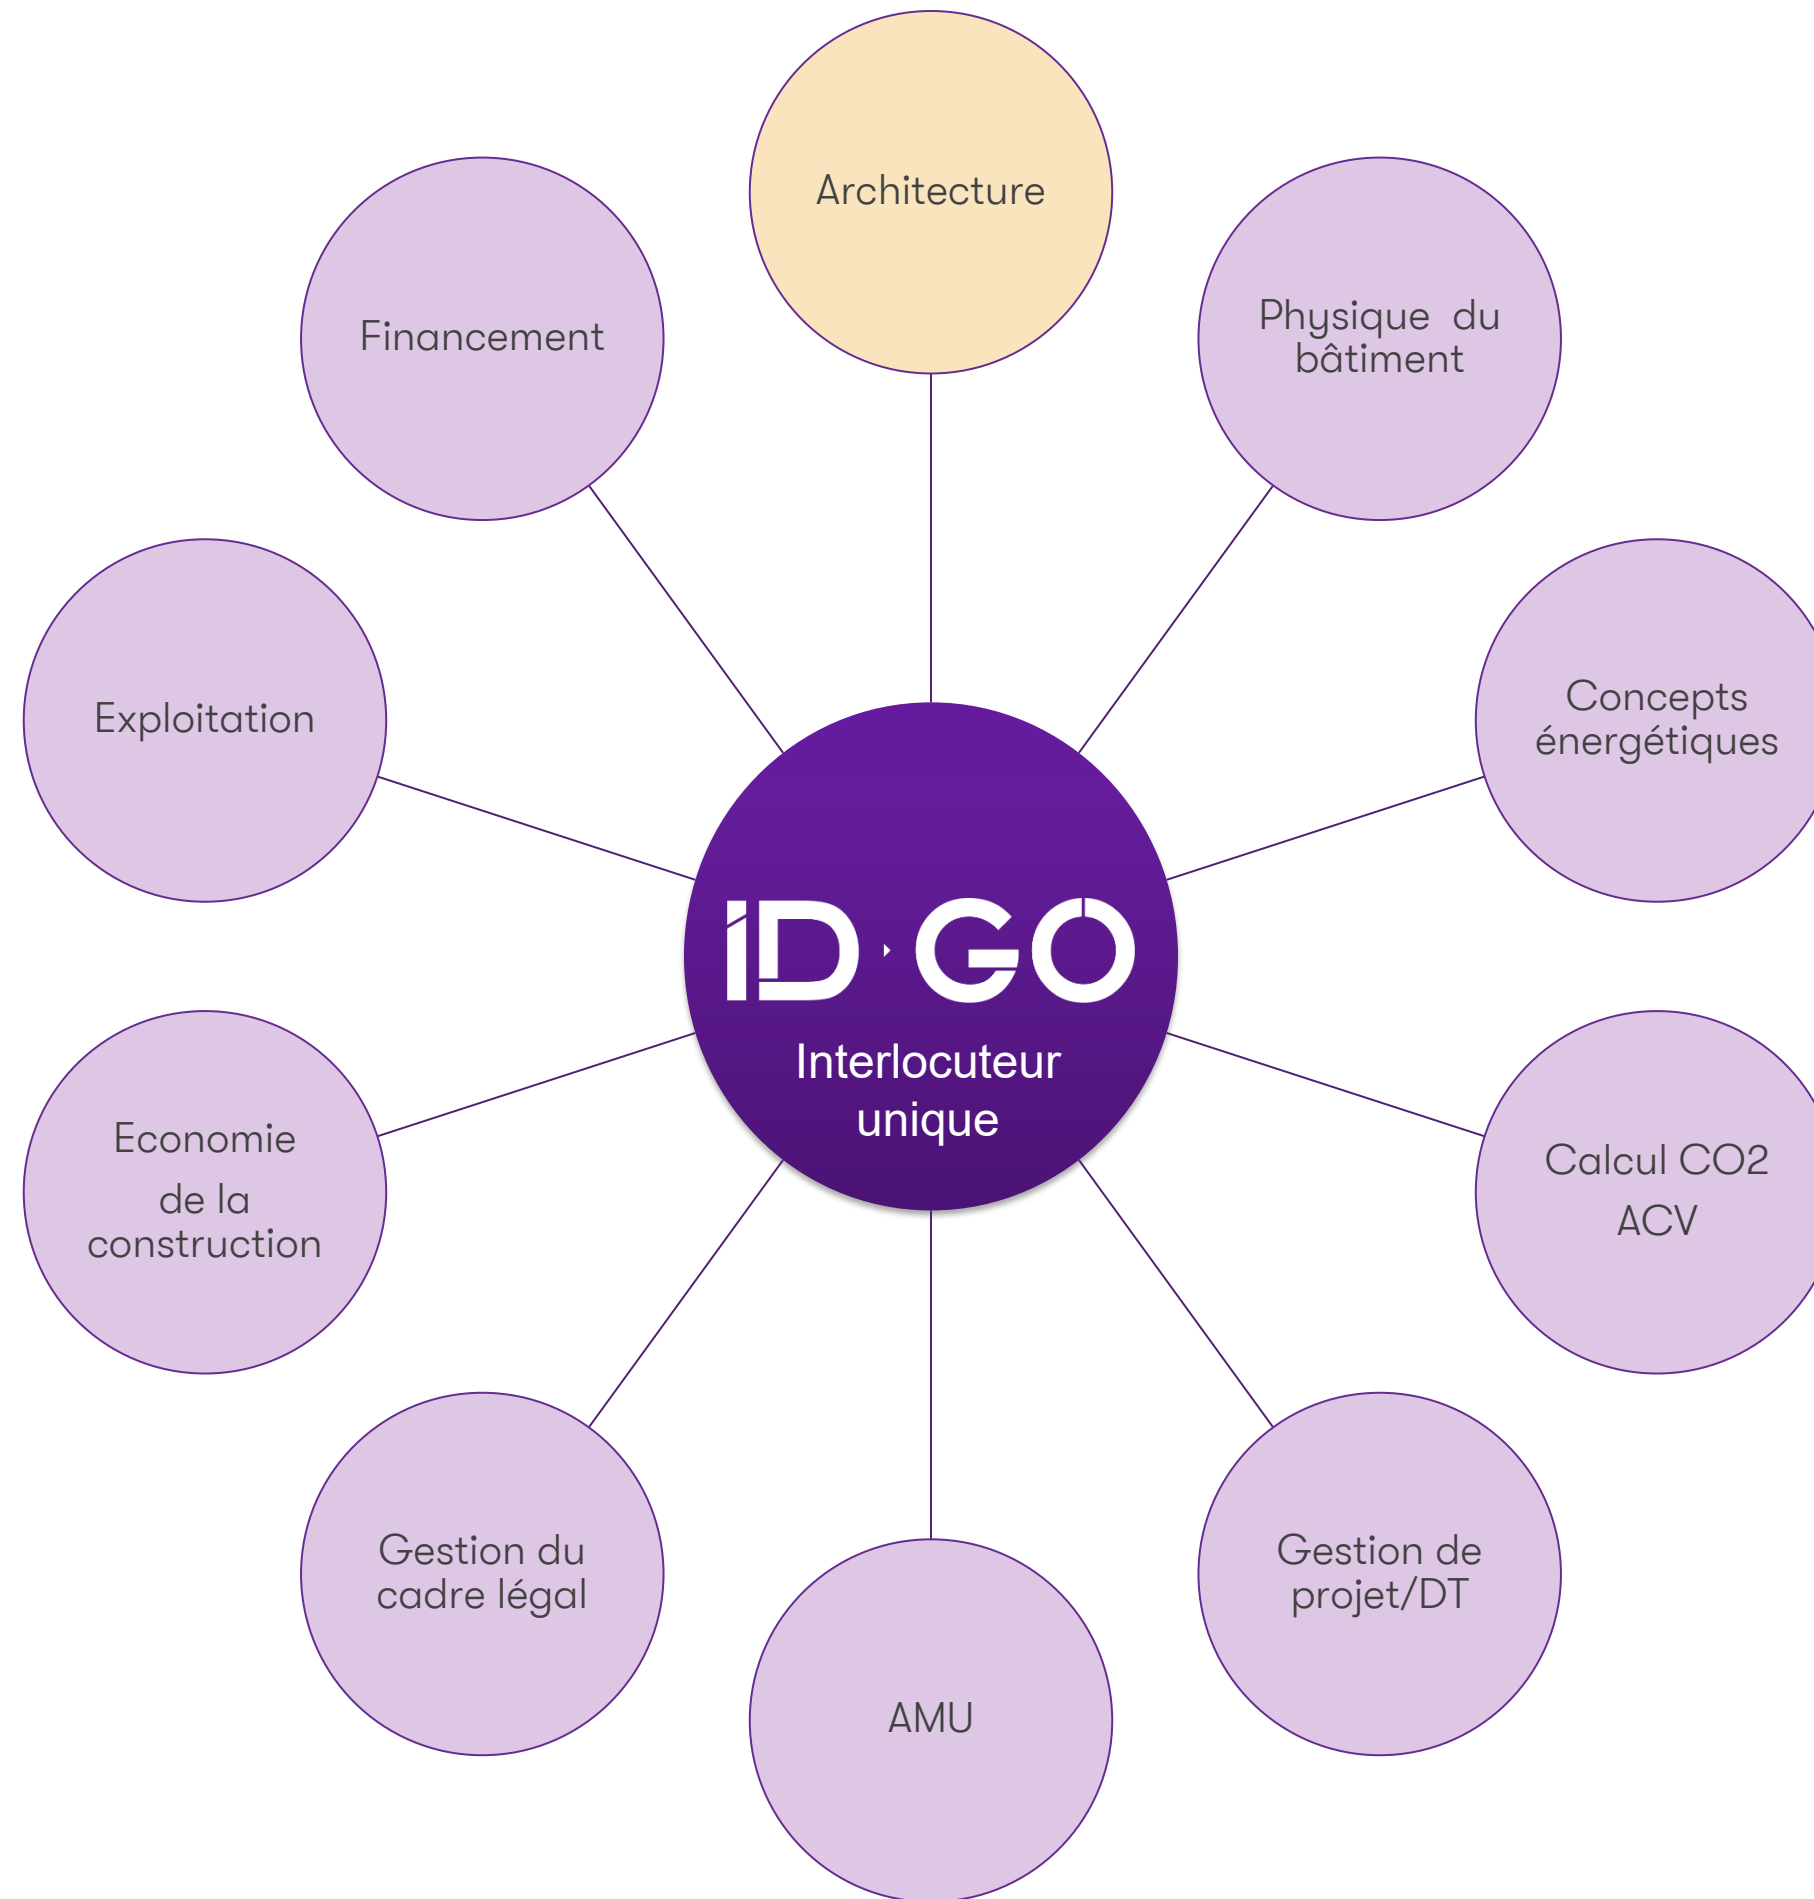 Architecture
Financement
Physique du
bâtiment
Exploitation
Concepts
énergétiques
ID GO
Interlocuteur
unique
Economie
de la
construction
Calcul CO2
ACV
Gestion du
cadre légal
Gestion de
projet/DT
AMU